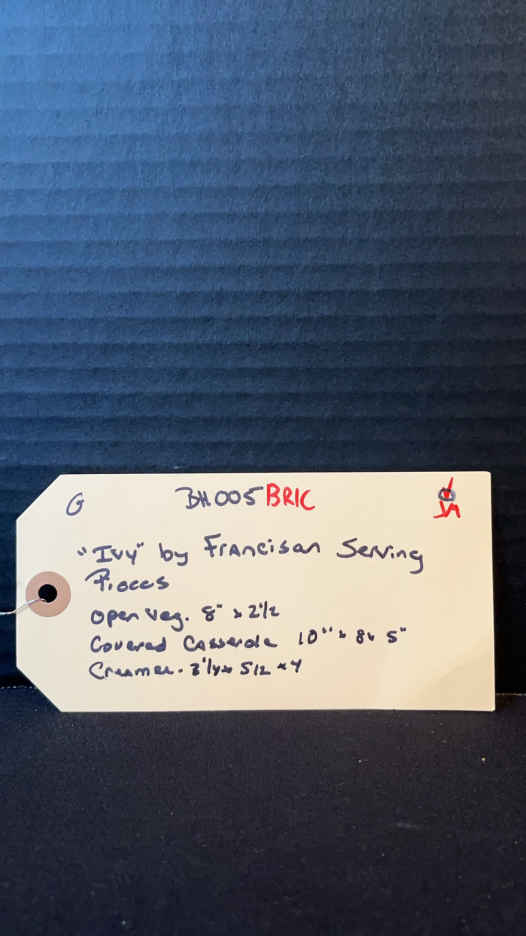 G BH005BRIC
"Ivy" by Francisan Serving
Pieces
open veg. 8" x 2 1/2
Covered Casserole 10" x 8 x 5"
Creamer - 3 1/4 x 5 1/2 x 4